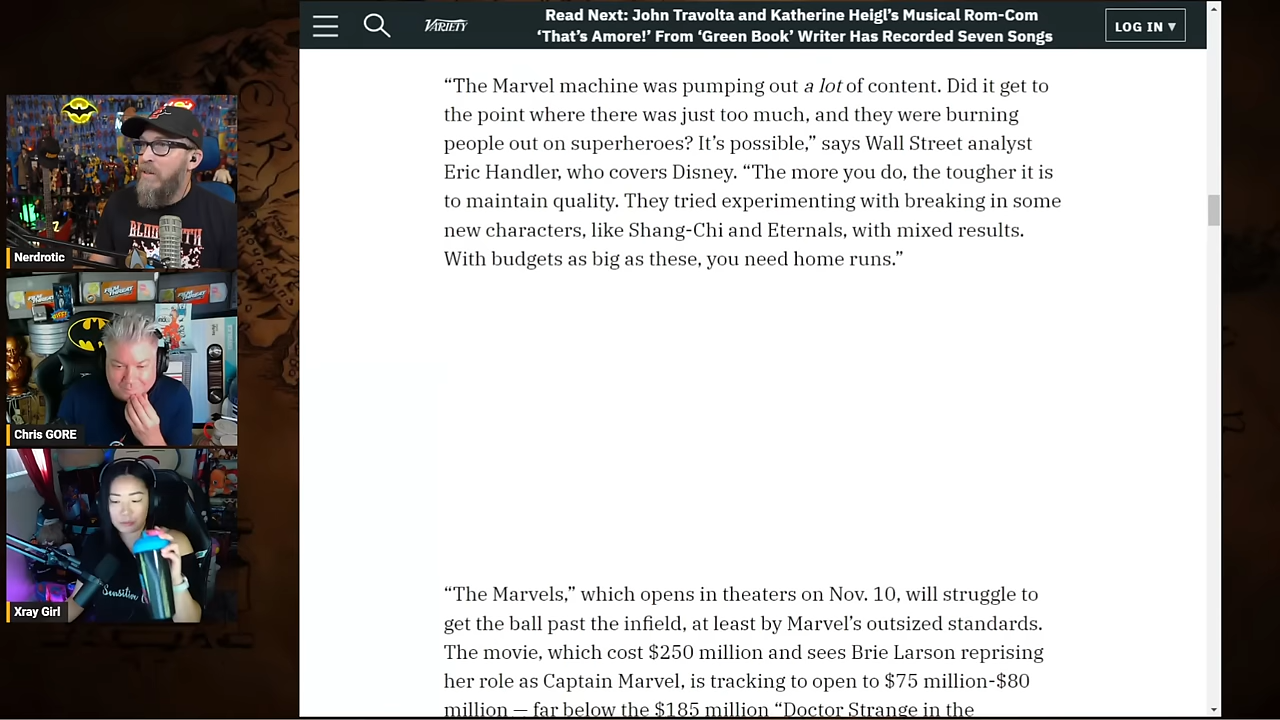 Read Next: John Travolta and Katherine Heigl’s Musical Rom-Com
‘That’s Amore!’ From ‘Green Book’ Writer Has Recorded Seven Songs
VARIETY
LOG IN ▾
“The Marvel machine was pumping out a lot of content. Did it get to
the point where there was just too much, and they were burning
people out on superheroes? It’s possible,” says Wall Street analyst
Eric Handler, who covers Disney. “The more you do, the tougher it is
to maintain quality. They tried experimenting with breaking in some
new characters, like Shang-Chi and Eternals, with mixed results.
With budgets as big as these, you need home runs.”
“The Marvels,” which opens in theaters on Nov. 10, will struggle to
get the ball past the infield, at least by Marvel’s outsized standards.
The movie, which cost $250 million and sees Brie Larson reprising
her role as Captain Marvel, is tracking to open to $75 million-$80
million — far below the $185 million “Doctor Strange in the
Nerdrotic
Chris GORE
Sensitive
Xray Girl